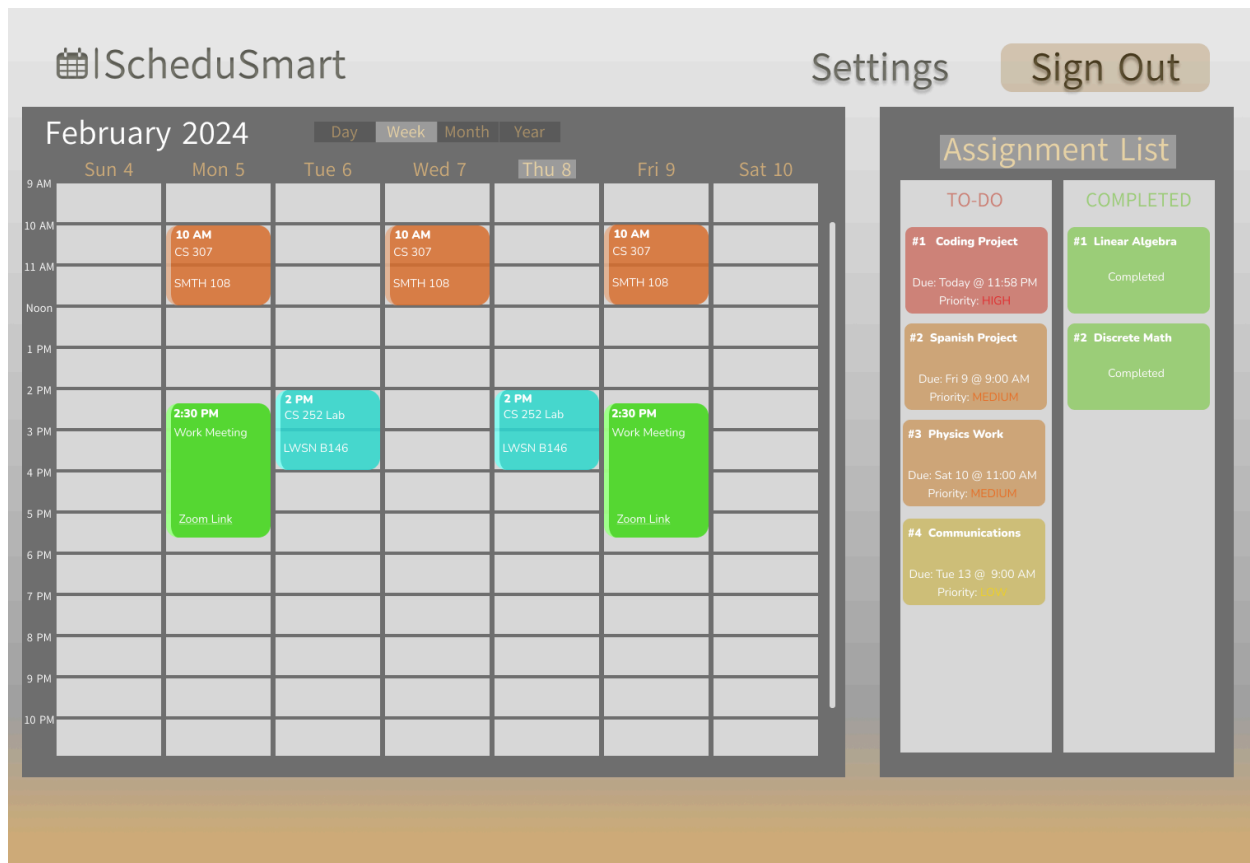 ScheduSmart
Settings
Sign Out
February 2024
Day Week Month Year
Sun 4 Mon 5 Tue 6 Wed 7 Thu 8 Fri 9 Sat 10
9 AM
10 AM
11 AM
Noon
1 PM
2 PM
3 PM
4 PM
5 PM
6 PM
7 PM
8 PM
9 PM
10 PM
10 AM
CS 307
SMTH 108
2:30 PM
Work Meeting
Zoom Link
2 PM
CS 252 Lab
LWSN B146
10 AM
CS 307
SMTH 108
2 PM
CS 252 Lab
LWSN B146
10 AM
CS 307
SMTH 108
2:30 PM
Work Meeting
Zoom Link
Assignment List
TO-DO
#1 Coding Project
Due: Today @ 11:58 PM
Priority: HIGH
#2 Spanish Project
Due: Fri 9 @ 9:00 AM
Priority: MEDIUM
#3 Physics Work
Due: Sat 10 @ 11:00 AM
Priority: MEDIUM
#4 Communications
Due: Tue 13 @ 9:00 AM
Priority: LOW
COMPLETED
#1 Linear Algebra
Completed
#2 Discrete Math
Completed